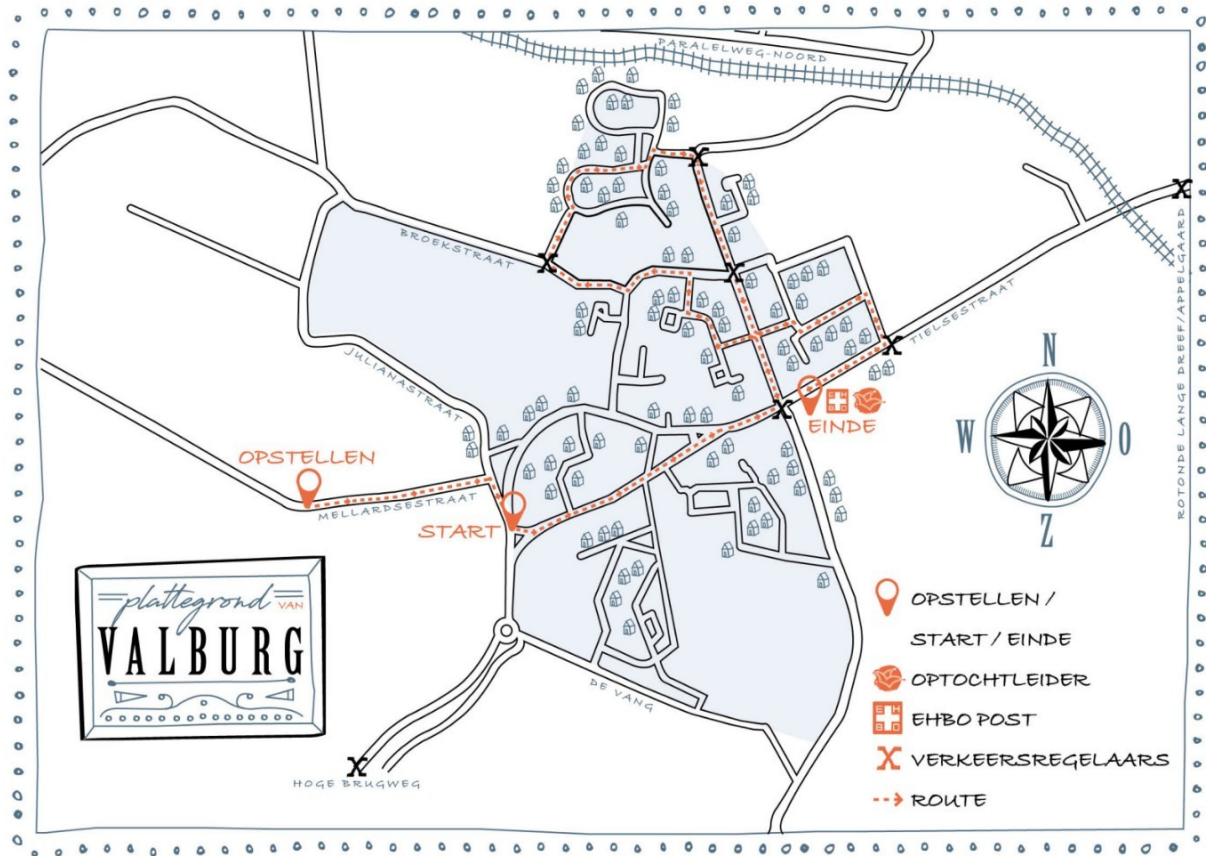 PARALELWEG-NOORD
BROEKSTRAAT
TIELSESTRAAT
ROTONDE LANGE DREEF/APPELGAARD
JULIANASTRAAT
EINDE
OPSTELLEN
MELLARDSESTRAAT
START
N
W
O
Z
plattegrond VAN
VALBURG
DE VANG
HOGE BRUGWEG
OPSTELLEN /
START / EINDE
OPTOCHTLEIDER
EHBO
EHBO POST
VERKEERSREGELAARS
ROUTE